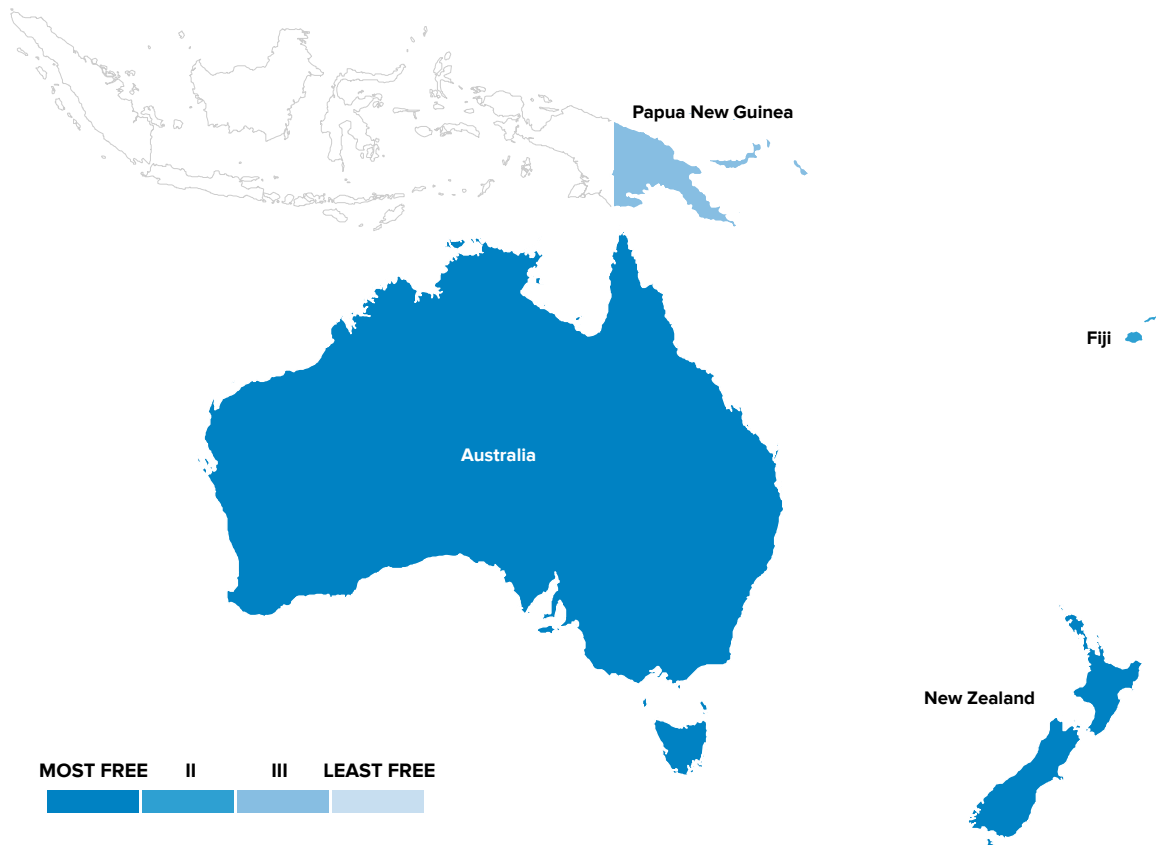 Papua New Guinea
Fiji
Australia
New Zealand
MOST FREE II III LEAST FREE